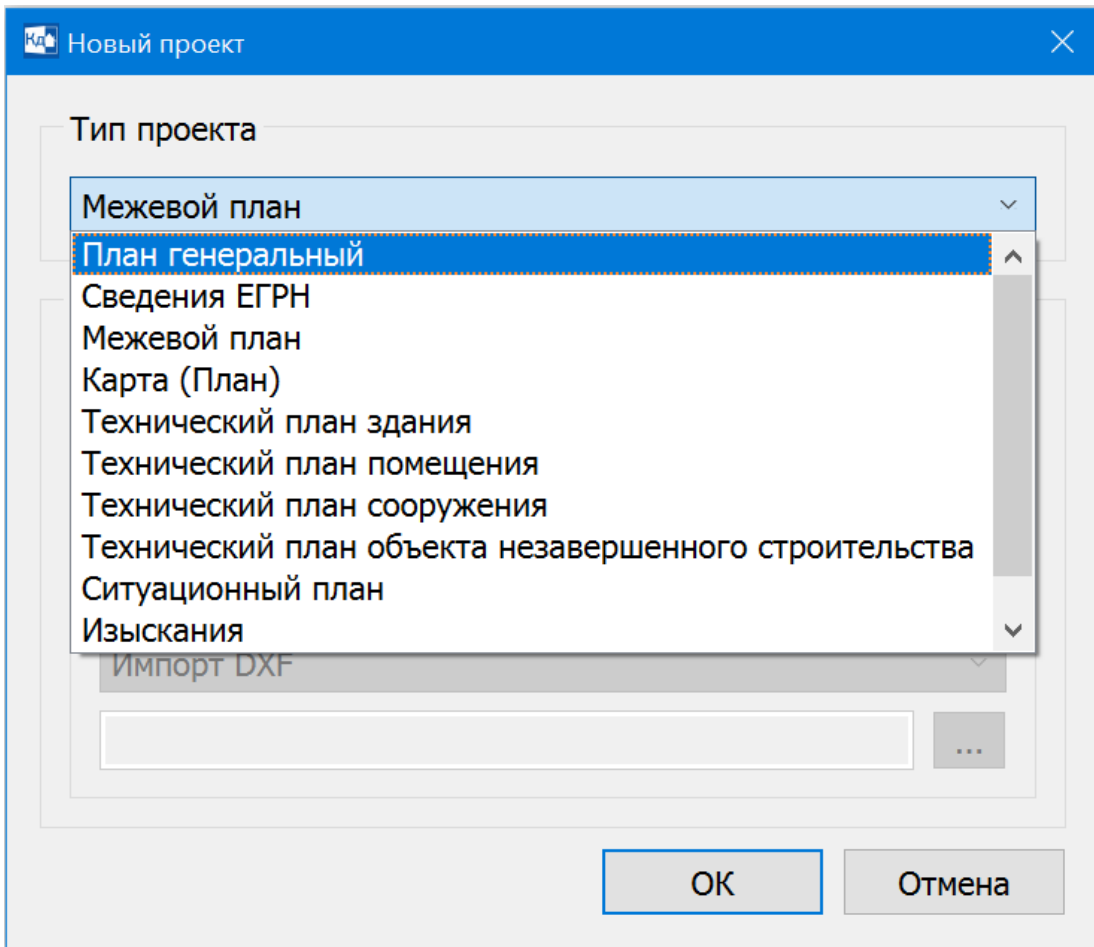 Кд
Новый проект
Тип проекта
Межевой план
План генеральный
Сведения ЕГРН
Межевой план
Карта (План)
Технический план здания
Технический план помещения
Технический план сооружения
Технический план объекта незавершенного строительства
Ситуационный план
Изыскания
Импорт DXF
...
ОК
Отмена